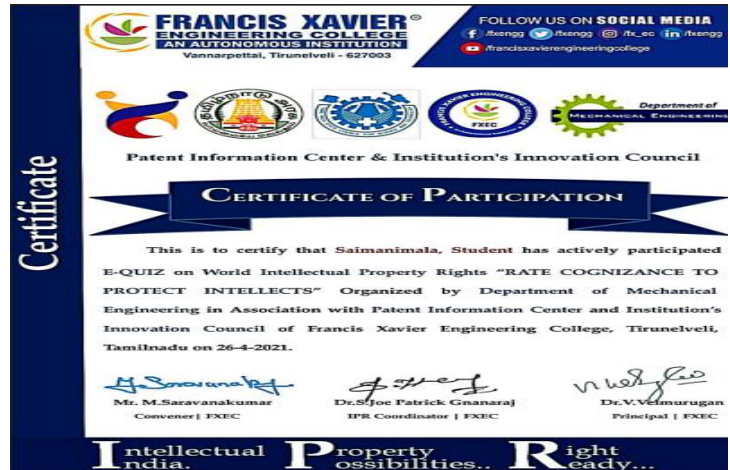 FRANCIS XAVIER®
ENGINEERING COLLEGE
AN AUTONOMOUS INSTITUTION
Vannarpettai, Tirunelveli - 627003
FOLLOW US ON SOCIAL MEDIA
/fxengg /fxengg /fx_ec /fxengg
/francisxavierengineeringcollege
FXEC
Department of
MECHANICAL ENGINEERING
Certificate
Patent Information Center & Institution's Innovation Council
CERTIFICATE OF PARTICIPATION
This is to certify that Saimanimala, Student has actively participated
E-QUIZ on World Intellectual Property Rights "RATE COGNIZANCE TO
PROTECT INTELLECTS" Organized by Department of Mechanical
Engineering in Association with Patent Information Center and Institution's
Innovation Council of Francis Xavier Engineering College, Tirunelveli,
Tamilnadu on 26-4-2021.
Mr. M.Saravanakumar
Convener| FXEC
Dr.S.Joe Patrick Gnanaraj
IPR Coordinator | FXEC
Dr.V.Velmurugan
Principal | FXEC
Intellectual Property Right
India. Possibilities.. Ready...